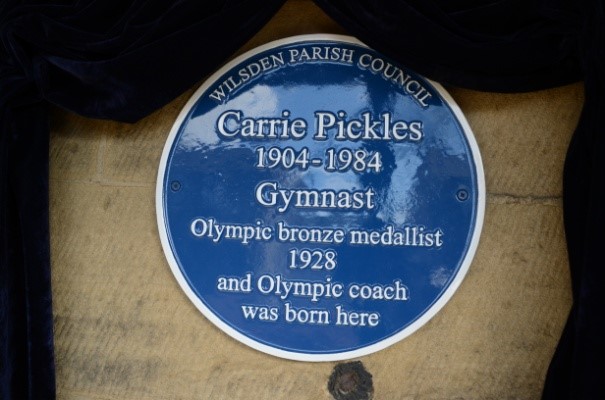 WILSDEN PARISH COUNCIL
Carrie Pickles
1904-1984
Gymnast
Olympic bronze medallist
1928
and Olympic coach
was born here